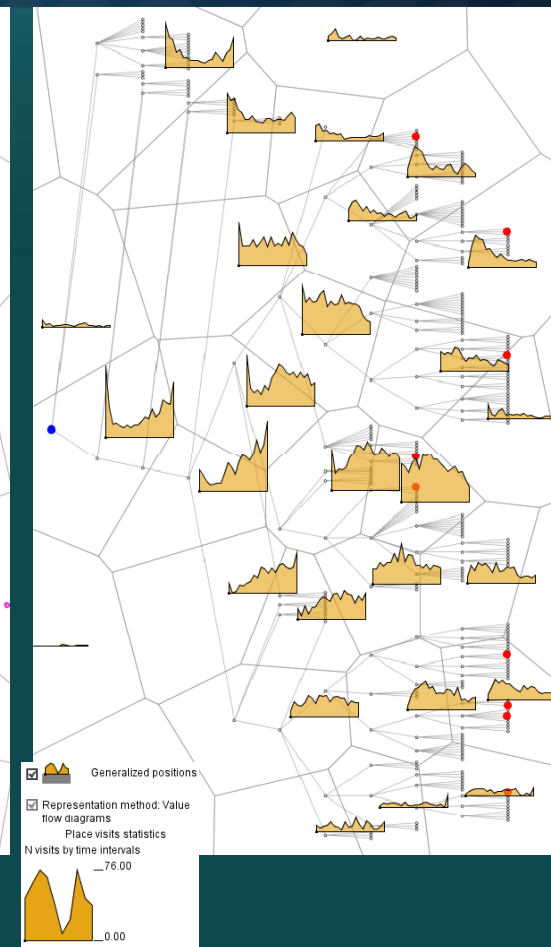 Generalized positions
Representation method: Value
flow diagrams
Place visits statistics
N visits by time intervals
76.00
0.00